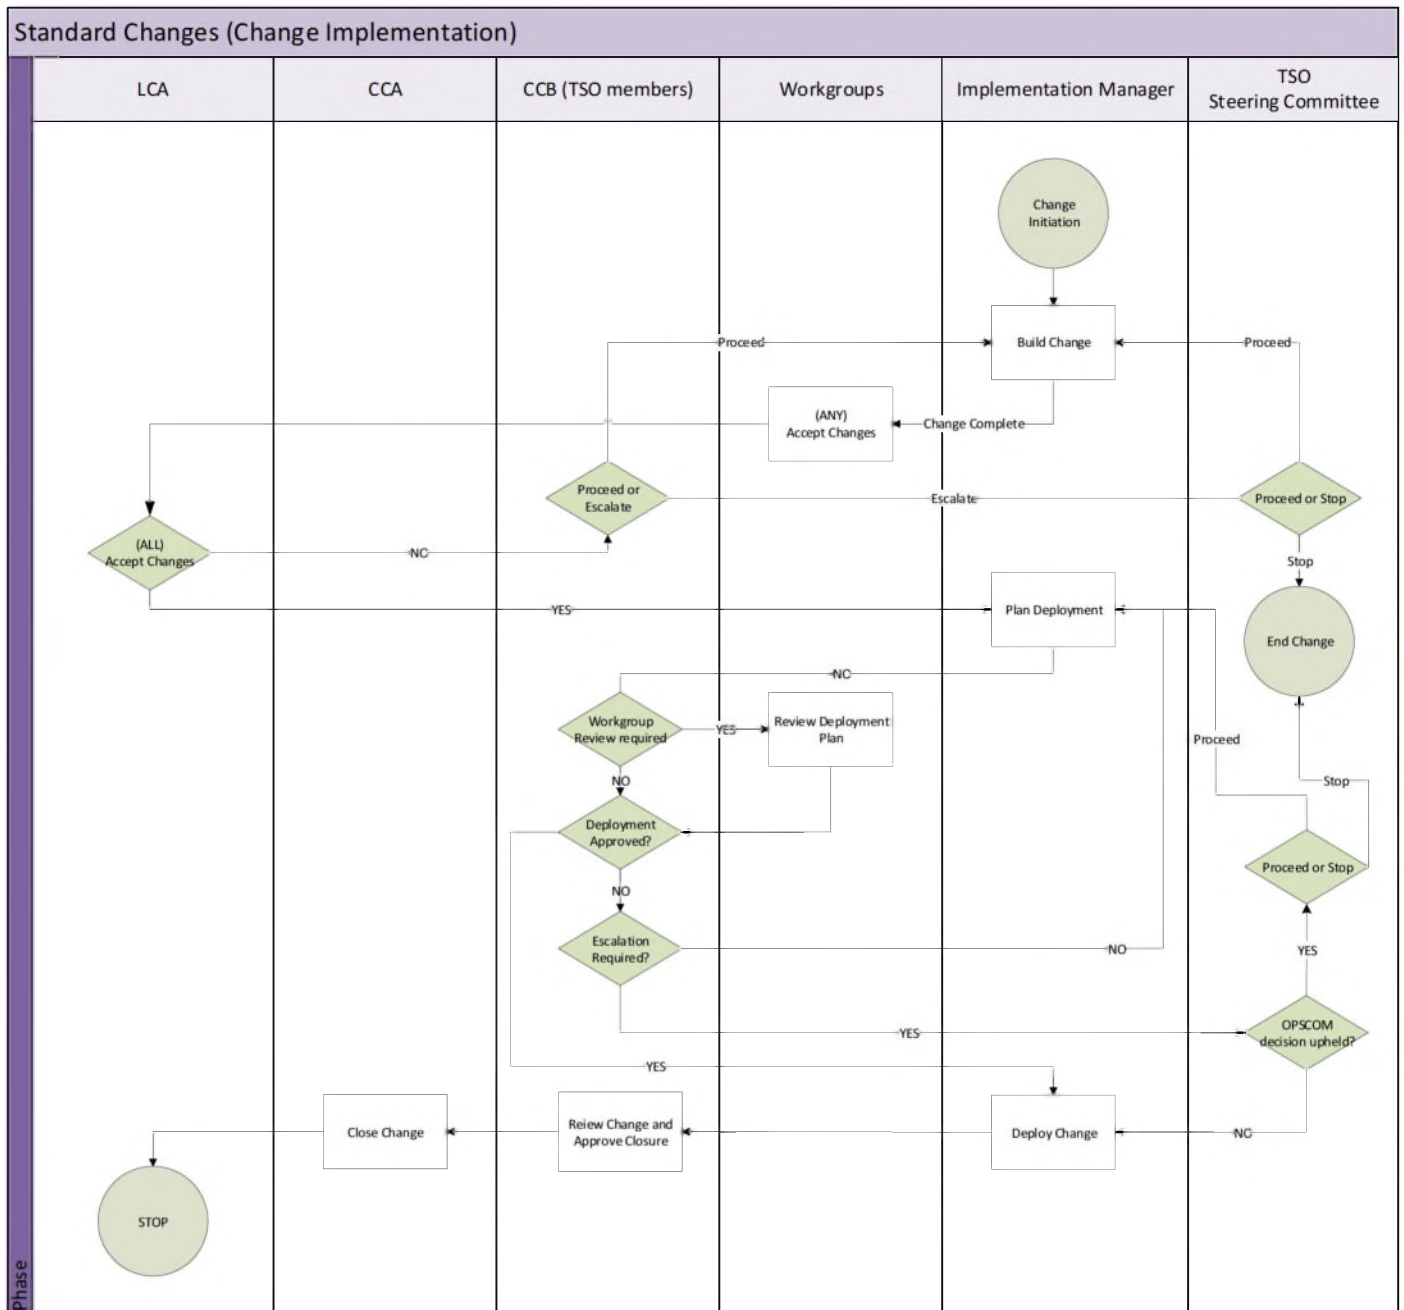 Standard Changes (Change Implementation)
LCA
CCA
CCB (TSO members)
Workgroups
Implementation Manager
TSO
Steering Committee
Change
Initiation
Proceed
Build Change
Proceed
(ANY)
Accept Changes
Change Complete
Proceed or
Escalate
Escalate
Proceed or Stop
(ALL)
Accept Changes
NO
Stop
YES
Plan Deployment
End Change
NO
Workgroup
Review required
YES
Review Deployment
Plan
Proceed
NO
Stop
Deployment
Approved?
Proceed or Stop
NO
Escalation
Required?
NO
YES
YES
OPSCOM
decision upheld?
YES
Close Change
Reiew Change and
Approve Closure
Deploy Change
NO
STOP
Phase